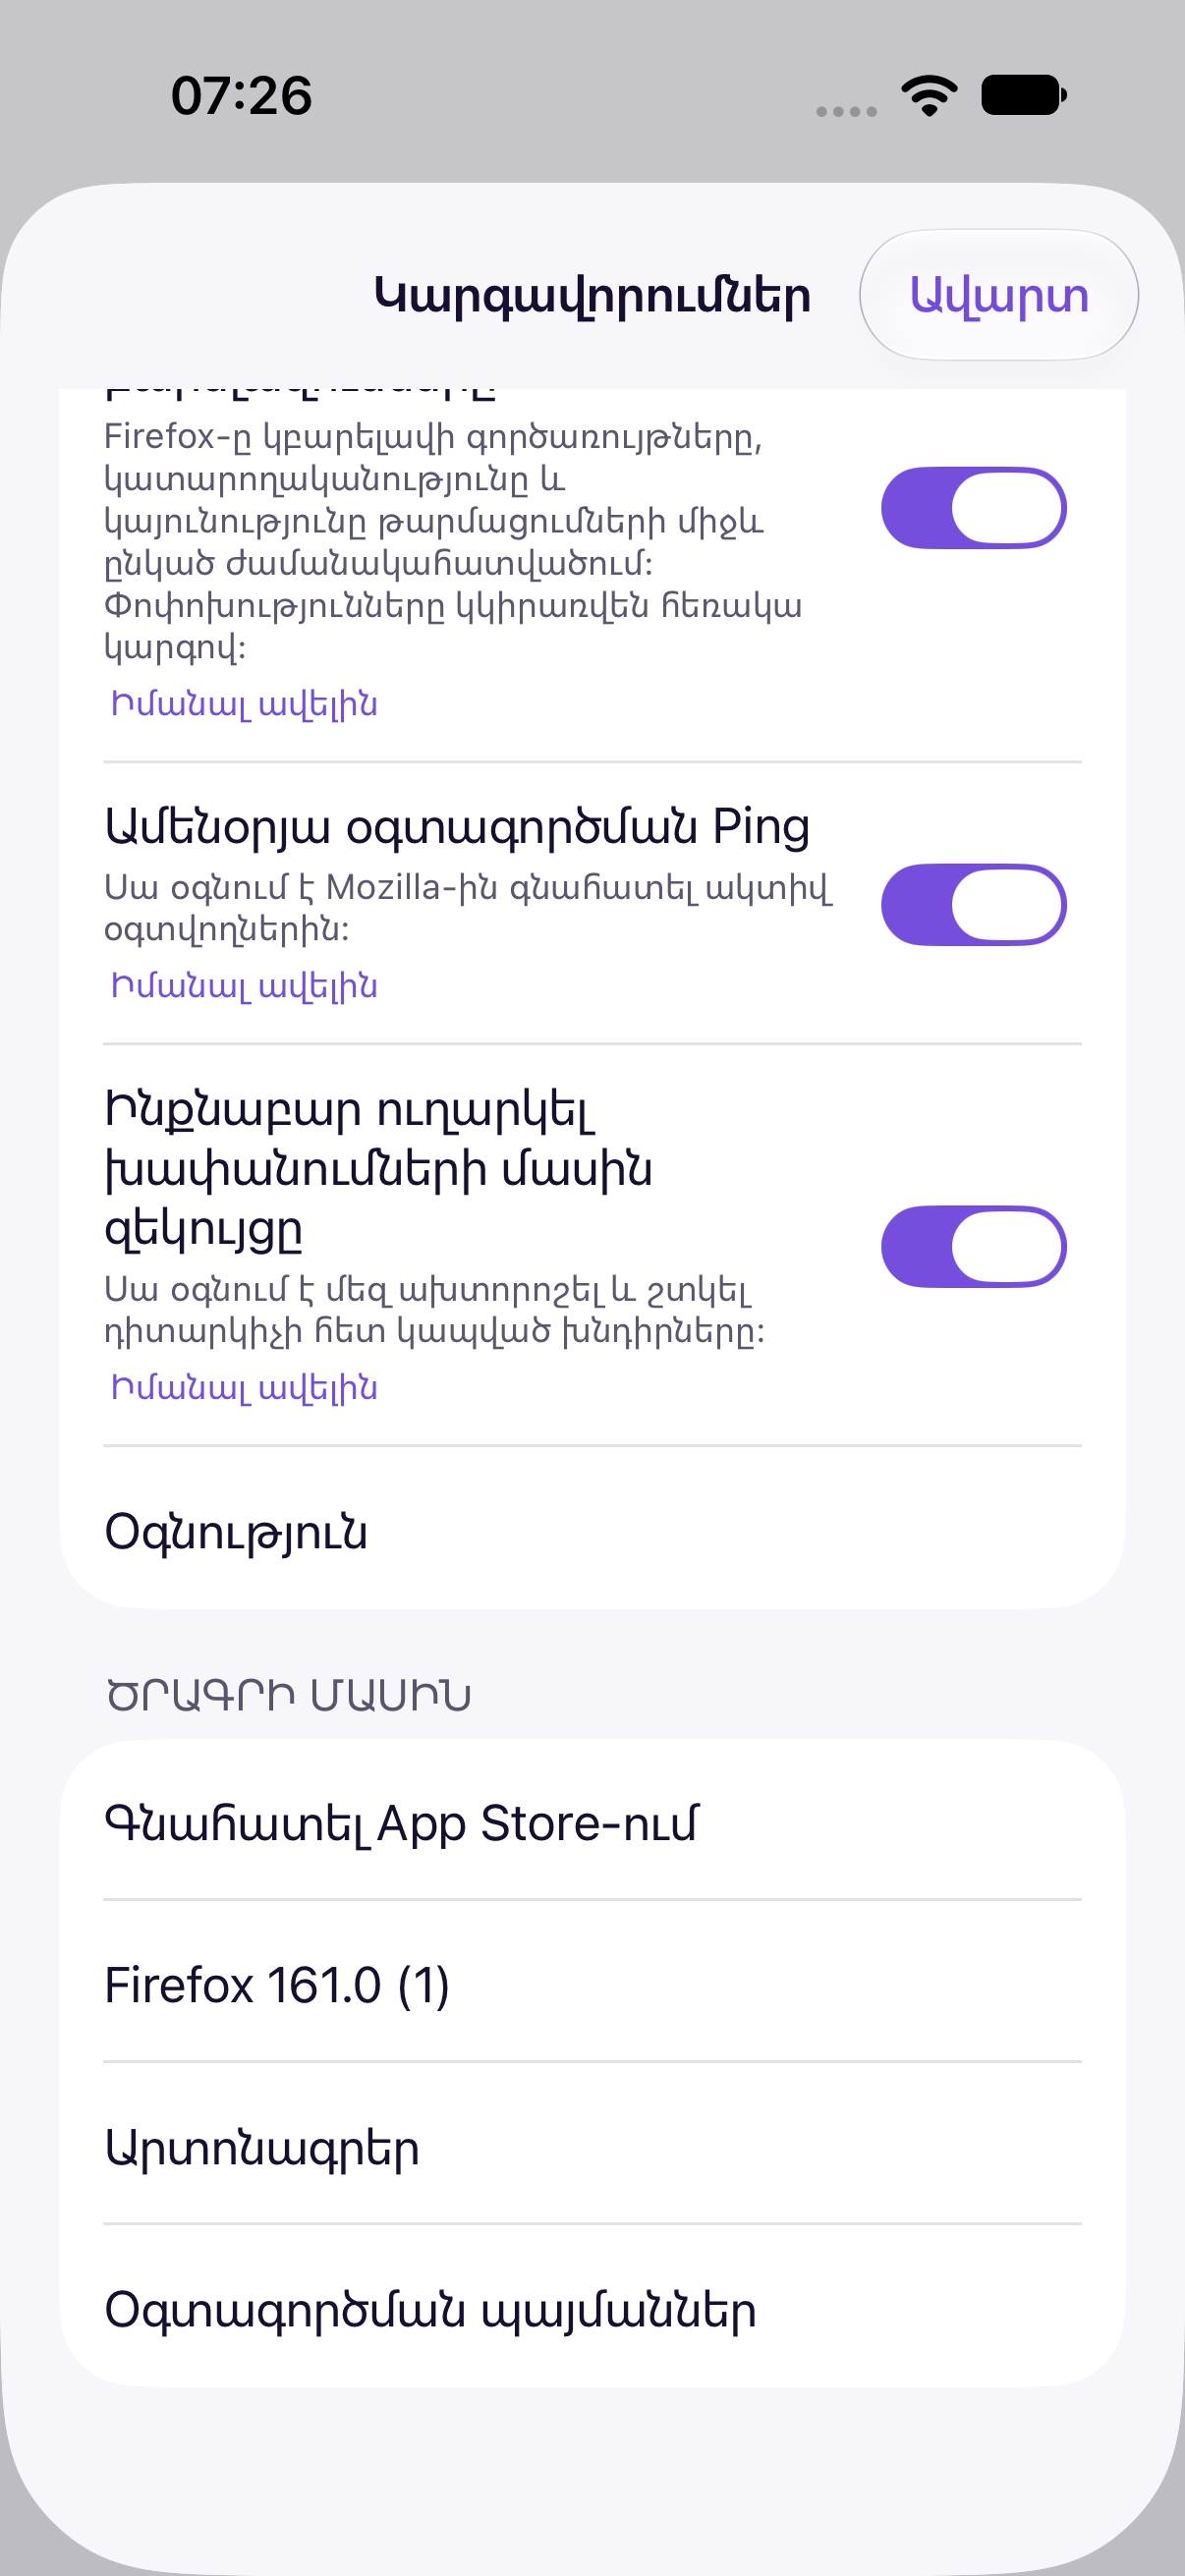 07:26
Կարգավորումներ
Ավարտ
Firefox-ը կբարելավի գործառույթները,
կատարողականությունը և
կայունությունը թարմացումների միջև
ընկած ժամանակահատվածում:
Փոփոխությունները կկիրառվեն հեռակա
կարգով:
Իմանալ ավելին
Ամենօրյա օգտագործման Ping
Սա օգնում է Mozilla-ին գնահատել ակտիվ
օգտվողներին:
Իմանալ ավելին
Ինքնաբար ուղարկել
խափանումների մասին
զեկույցը
Սա օգնում է մեզ ախտորոշել և շտկել
դիտարկիչի հետ կապված խնդիրները:
Իմանալ ավելին
Օգնություն
ԾՐԱԳՐԻ ՄԱՍԻՆ
Գնահատել App Store-ում
Firefox 161.0 (1)
Արտոնագրեր
Օգտագործման պայմաններ